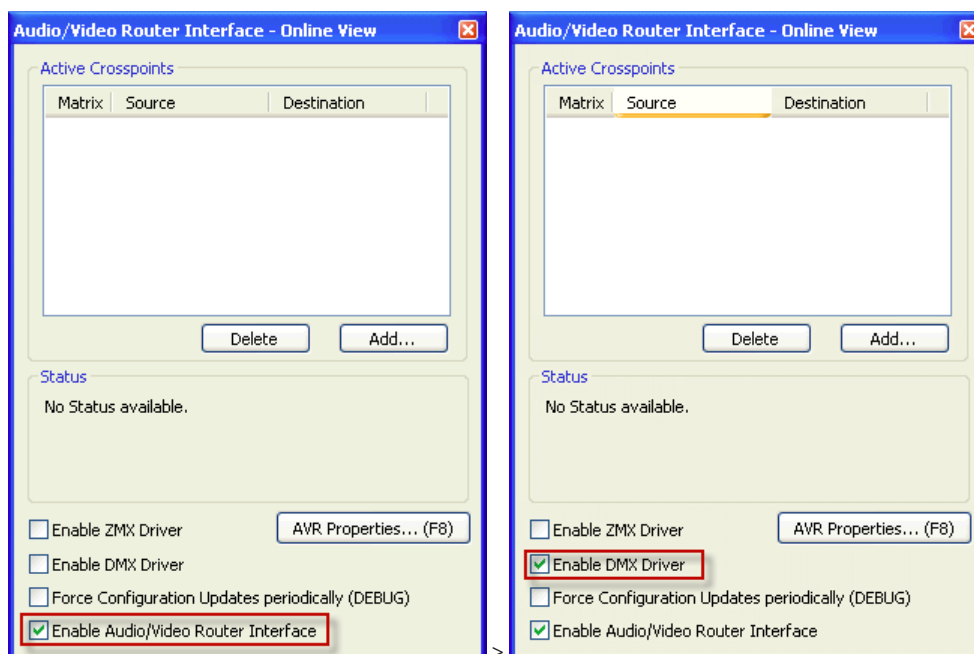 Audio/Video Router Interface - Online View
Active Crosspoints
Matrix Source Destination
Delete Add...
Status
No Status available.
Enable ZMX Driver AVR Properties... (F8)
Enable DMX Driver
Force Configuration Updates periodically (DEBUG)
Enable Audio/Video Router Interface
>
Audio/Video Router Interface - Online View
Active Crosspoints
Matrix Source Destination
Delete Add...
Status
No Status available.
Enable ZMX Driver AVR Properties... (F8)
Enable DMX Driver
Force Configuration Updates periodically (DEBUG)
Enable Audio/Video Router Interface